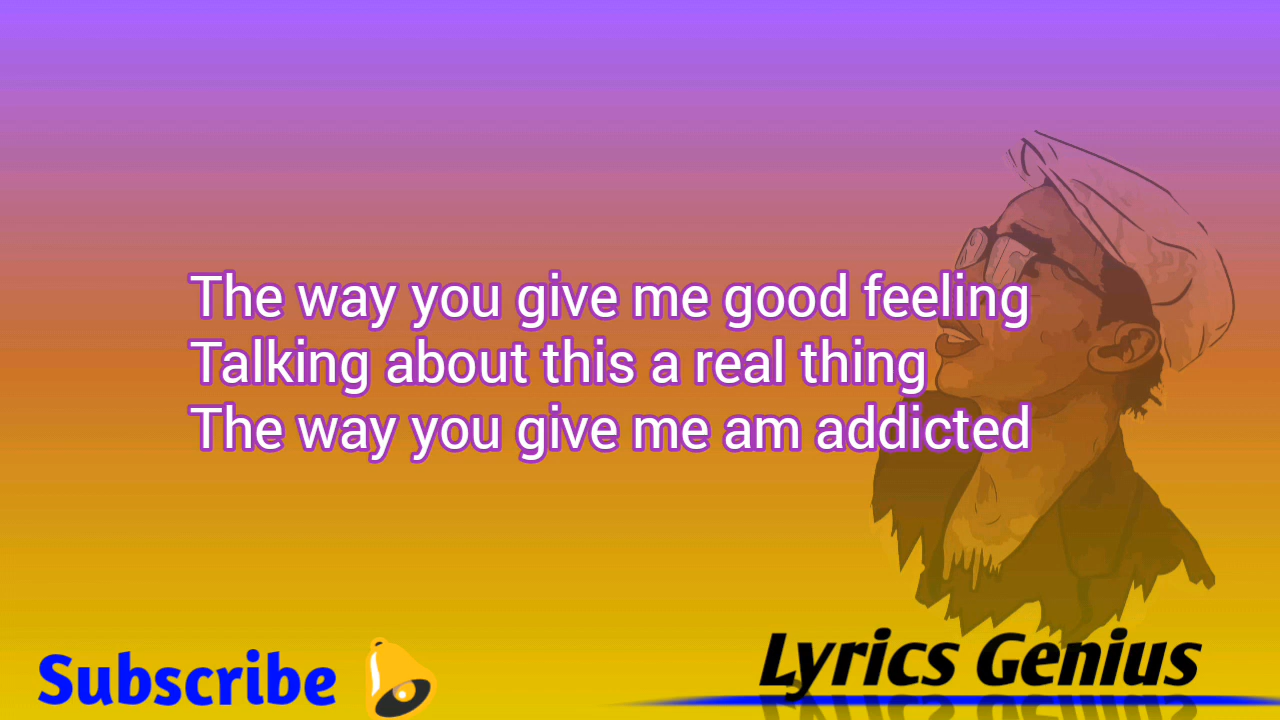 The way you give me good feeling
Talking about this a real thing
The way you give me am addicted
Subscribe
Lyrics Genius